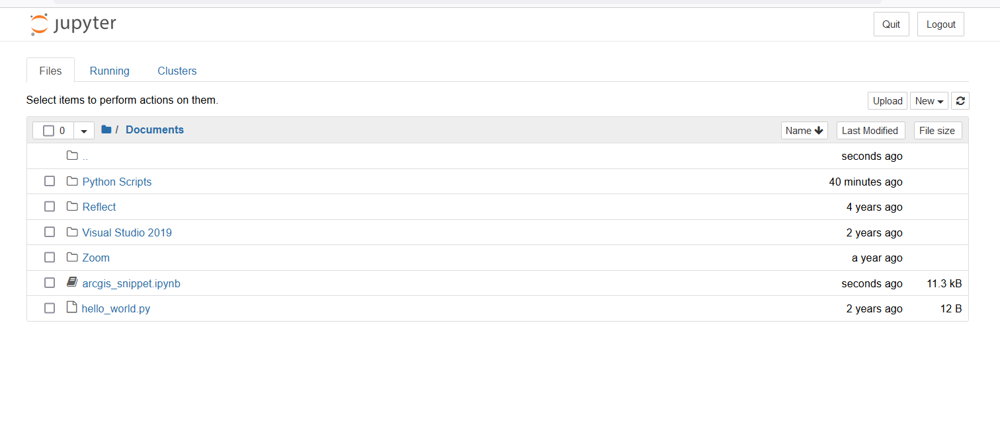 jupyter Quit Logout
Files Running Clusters
Select items to perform actions on them. Upload New
0 / Documents Name Last Modified File size
.. seconds ago
Python Scripts 40 minutes ago
Reflect 4 years ago
Visual Studio 2019 2 years ago
Zoom a year ago
arcgis_snippet.ipynb seconds ago 11.3 kB
hello_world.py 2 years ago 12 B